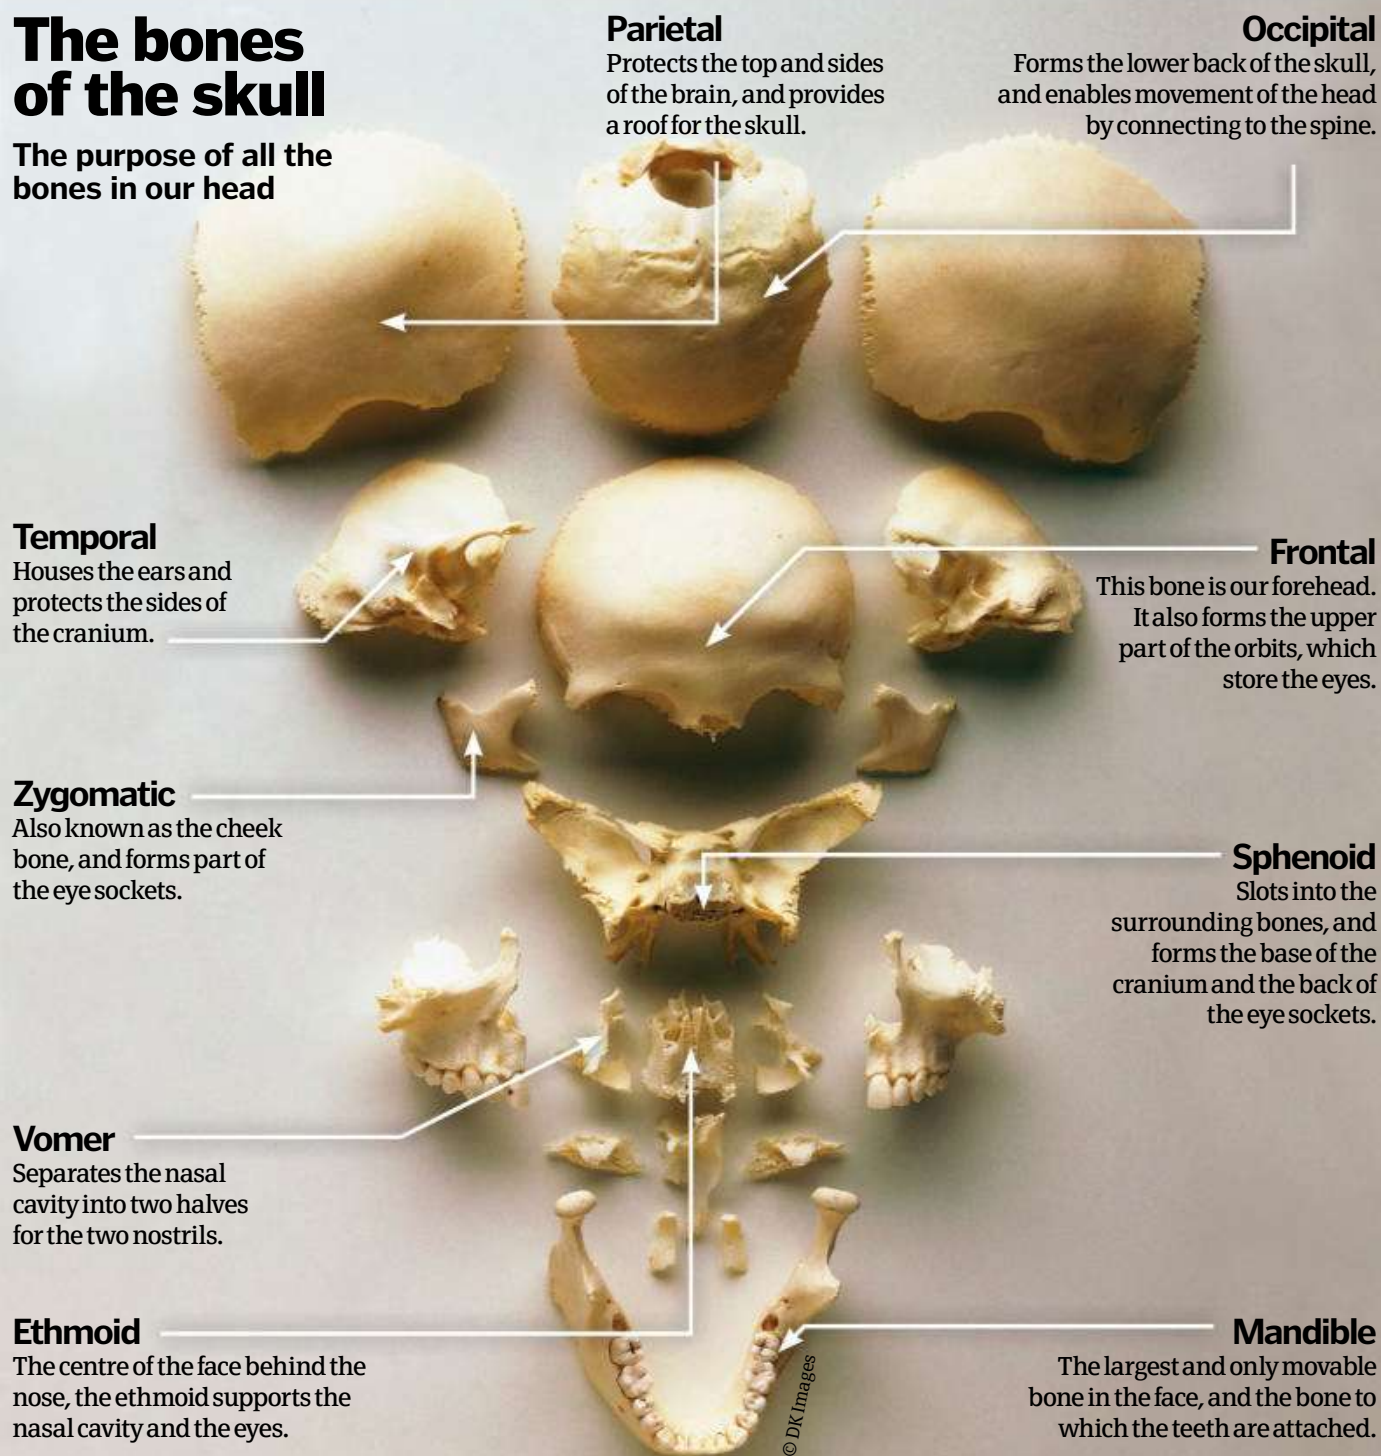 The bones
of the skull
The purpose of all the
bones in our head
Parietal
Protects the top and sides
of the brain, and provides
a roof for the skull.
Occipital
Forms the lower back of the skull,
and enables movement of the head
by connecting to the spine.
Temporal
Houses the ears and
protects the sides of
the cranium.
Frontal
This bone is our forehead.
It also forms the upper
part of the orbits, which
store the eyes.
Zygomatic
Also known as the cheek
bone, and forms part of
the eye sockets.
Sphenoid
Slots into the
surrounding bones, and
forms the base of the
cranium and the back of
the eye sockets.
Vomer
Separates the nasal
cavity into two halves
for the two nostrils.
Ethmoid
The centre of the face behind the
nose, the ethmoid supports the
nasal cavity and the eyes.
Mandible
The largest and only movable
bone in the face, and the bone to
which the teeth are attached.
© DK Images